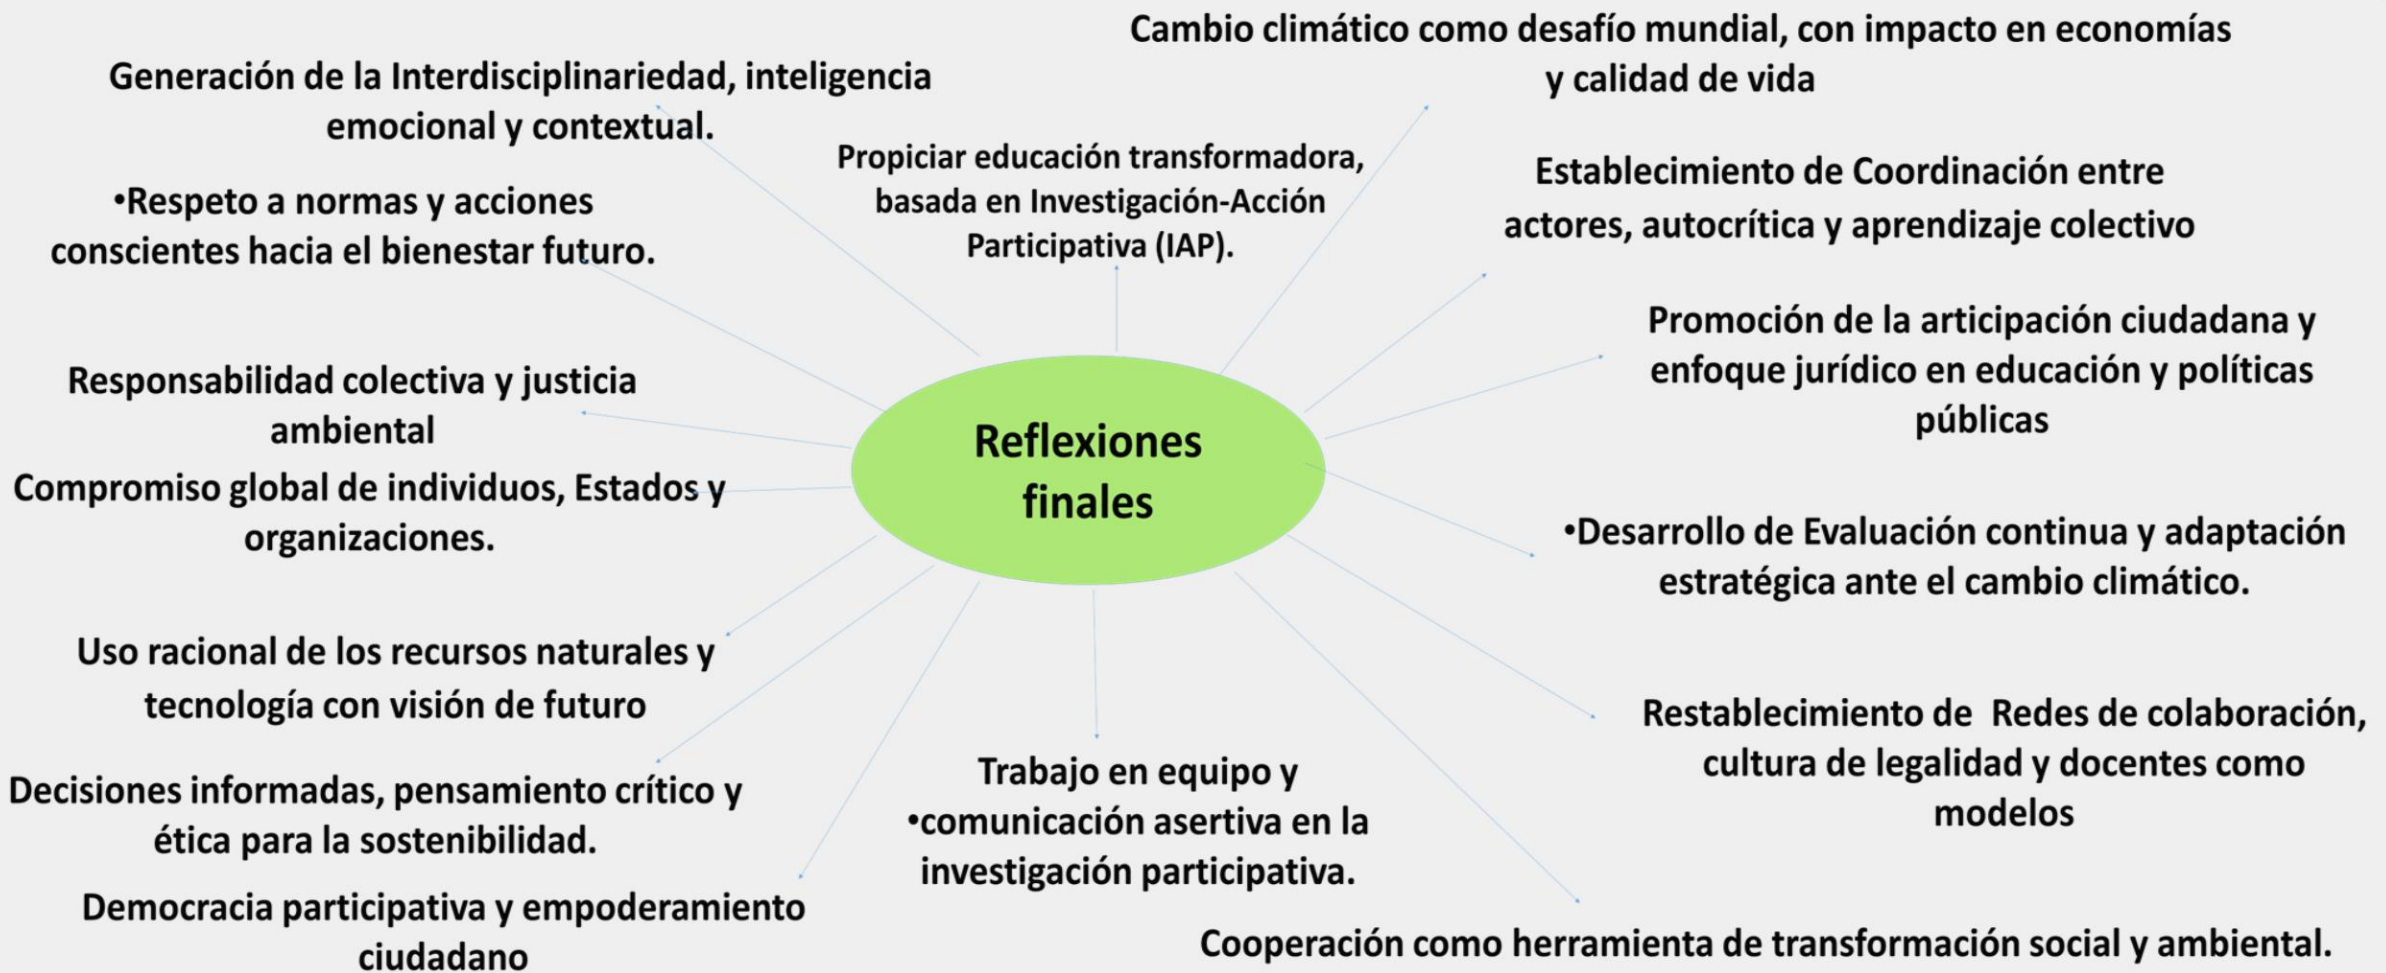 Cambio climático como desafío mundial, con impacto en economías
y calidad de vida
Generación de la Interdisciplinariedad, inteligencia
emocional y contextual.
Propiciar educación transformadora,
basada en Investigación-Acción
Participativa (IAP).
Establecimiento de Coordinación entre
actores, autocrítica y aprendizaje colectivo
•Respeto a normas y acciones
conscientes hacia el bienestar futuro.
Promoción de la articipación ciudadana y
enfoque jurídico en educación y políticas
públicas
Responsabilidad colectiva y justicia
ambiental
Reflexiones
finales
Compromiso global de individuos, Estados y
organizaciones.
•Desarrollo de Evaluación continua y adaptación
estratégica ante el cambio climático.
Uso racional de los recursos naturales y
tecnología con visión de futuro
Restablecimiento de  Redes de colaboración,
cultura de legalidad y docentes como
modelos
Decisiones informadas, pensamiento crítico y
ética para la sostenibilidad.
Trabajo en equipo y
•comunicación asertiva en la
investigación participativa.
Democracia participativa y empoderamiento
ciudadano
Cooperación como herramienta de transformación social y ambiental.